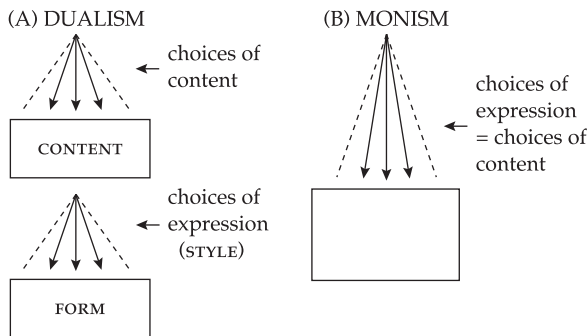 (A) DUALISM
choices of
content
CONTENT
choices of
expression
(STYLE)
FORM
(B) MONISM
choices of
expression
= choices of
content